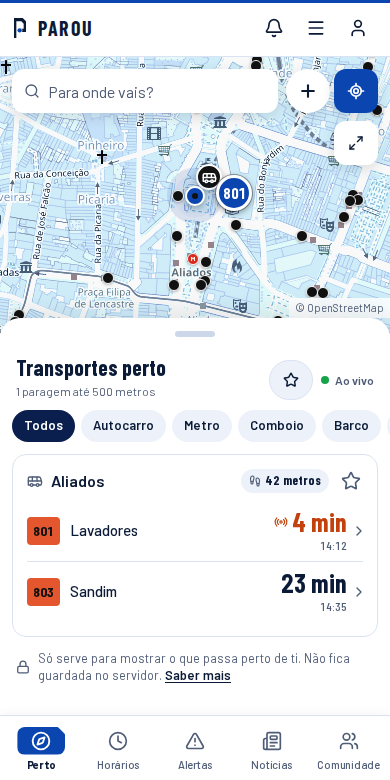 PAROU
Para onde vais?
Pinheiro
Rua da Conceição
Picaria
Rua de José Falcão
Rua da Picaria
Rua do Bonjardim
801
M
Aliados
Praça Filipa
de Lencastre
© OpenStreetMap
Transportes perto
1 paragem até 500 metros
Ao vivo
Todos
Autocarro
Metro
Comboio
Barco
Aliados
42 metros
801
Lavadores
4 min
14:12
803
Sandim
23 min
14:35
Só serve para mostrar o que passa perto de ti. Não fica
guardada no servidor. Saber mais
Perto
Horários
Alertas
Notícias
Comunidade